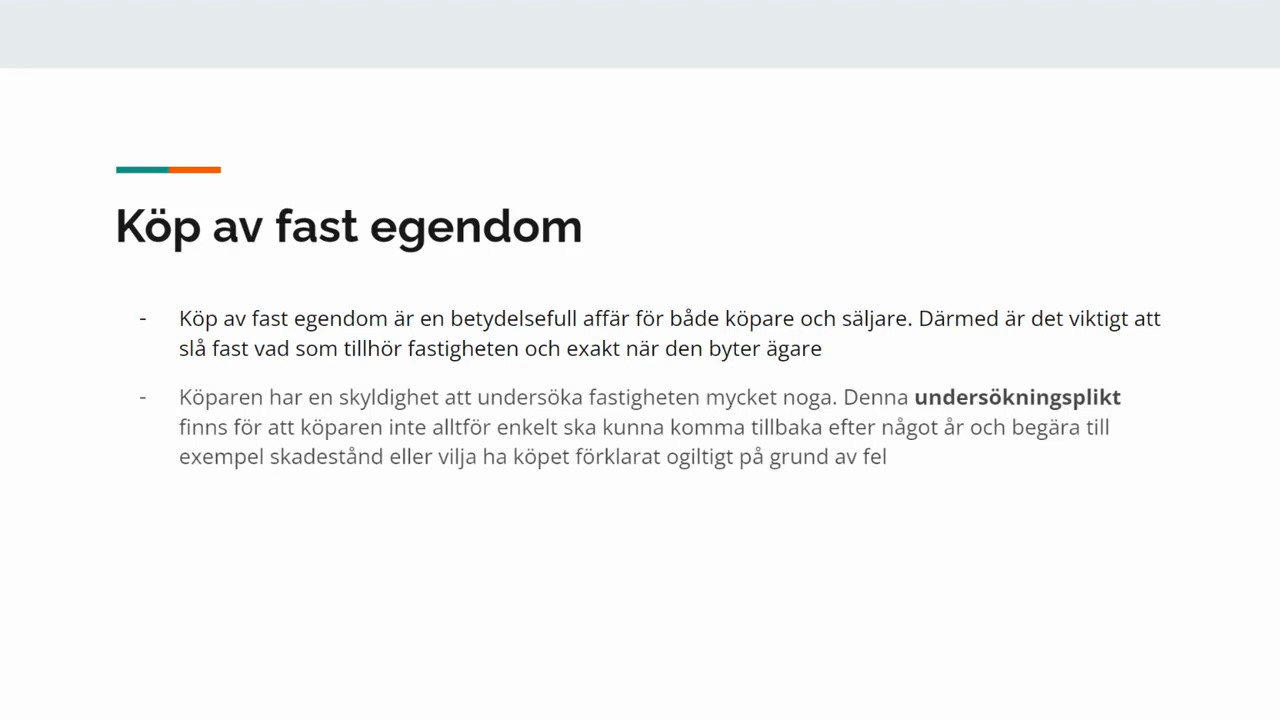 Köp av fast egendom
- Köp av fast egendom är en betydelsefull affär för både köpare och säljare. Därmed är det viktigt att
slå fast vad som tillhör fastigheten och exakt när den byter ägare
- Köparen har en skyldighet att undersöka fastigheten mycket noga. Denna undersökningsplikt
finns för att köparen inte alltför enkelt ska kunna komma tillbaka efter något år och begära till
exempel skadestånd eller vilja ha köpet förklarat ogiltigt på grund av fel